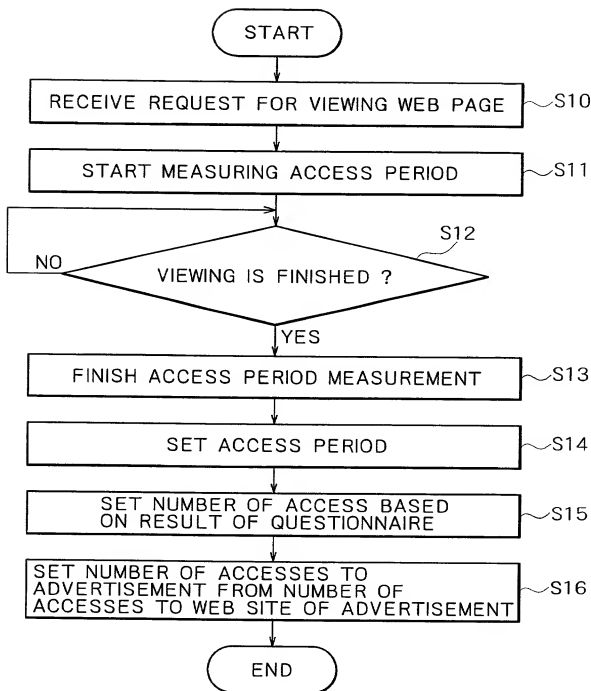 START
RECEIVE REQUEST FOR VIEWING WEB PAGE
S10
START MEASURING ACCESS PERIOD
S11
S12
NO
VIEWING IS FINISHED ?
YES
FINISH ACCESS PERIOD MEASUREMENT
S13
SET ACCESS PERIOD
S14
SET NUMBER OF ACCESS BASED
ON RESULT OF QUESTIONNAIRE
S15
SET NUMBER OF ACCESSES TO
ADVERTISEMENT FROM NUMBER OF
ACCESSES TO WEB SITE OF ADVERTISEMENT
S16
END